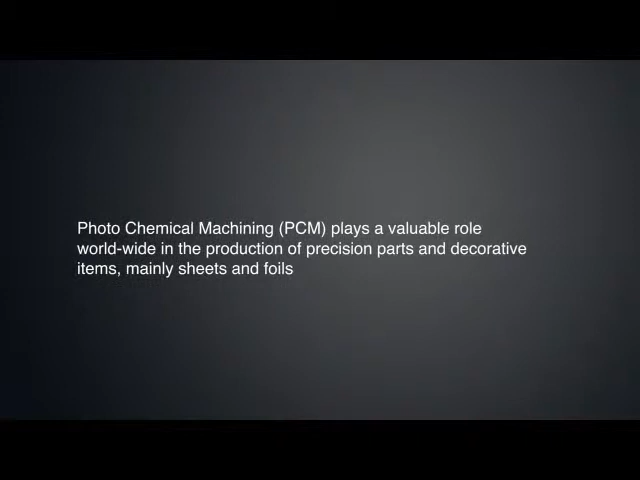 Photo Chemical Machining (PCM) plays a valuable role
world-wide in the production of precision parts and decorative
items, mainly sheets and foils